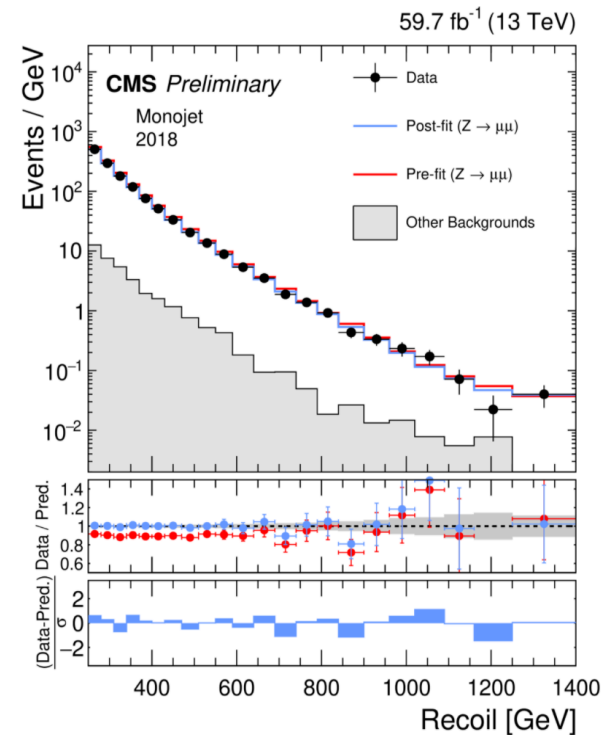 59.7 fb⁻¹ (13 TeV)
CMS Preliminary
Monojet
2018
Data
Post-fit (Z → μμ)
Pre-fit (Z → μμ)
Other Backgrounds
Events / GeV
10⁴
10³
10²
10
1
10⁻¹
10⁻²
Data / Pred.
1.4
1.2
1
0.8
0.6
(Data-Pred.)
σ
2
0
−2
400 600 800 1000 1200 1400
Recoil [GeV]